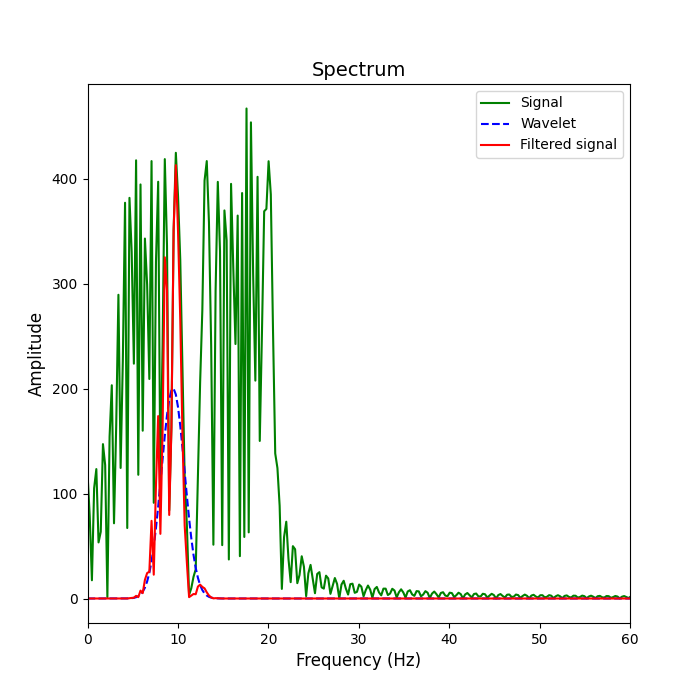 Spectrum
Signal
Wavelet
Filtered signal
Amplitude
400
300
200
100
0
0 10 20 30 40 50 60
Frequency (Hz)